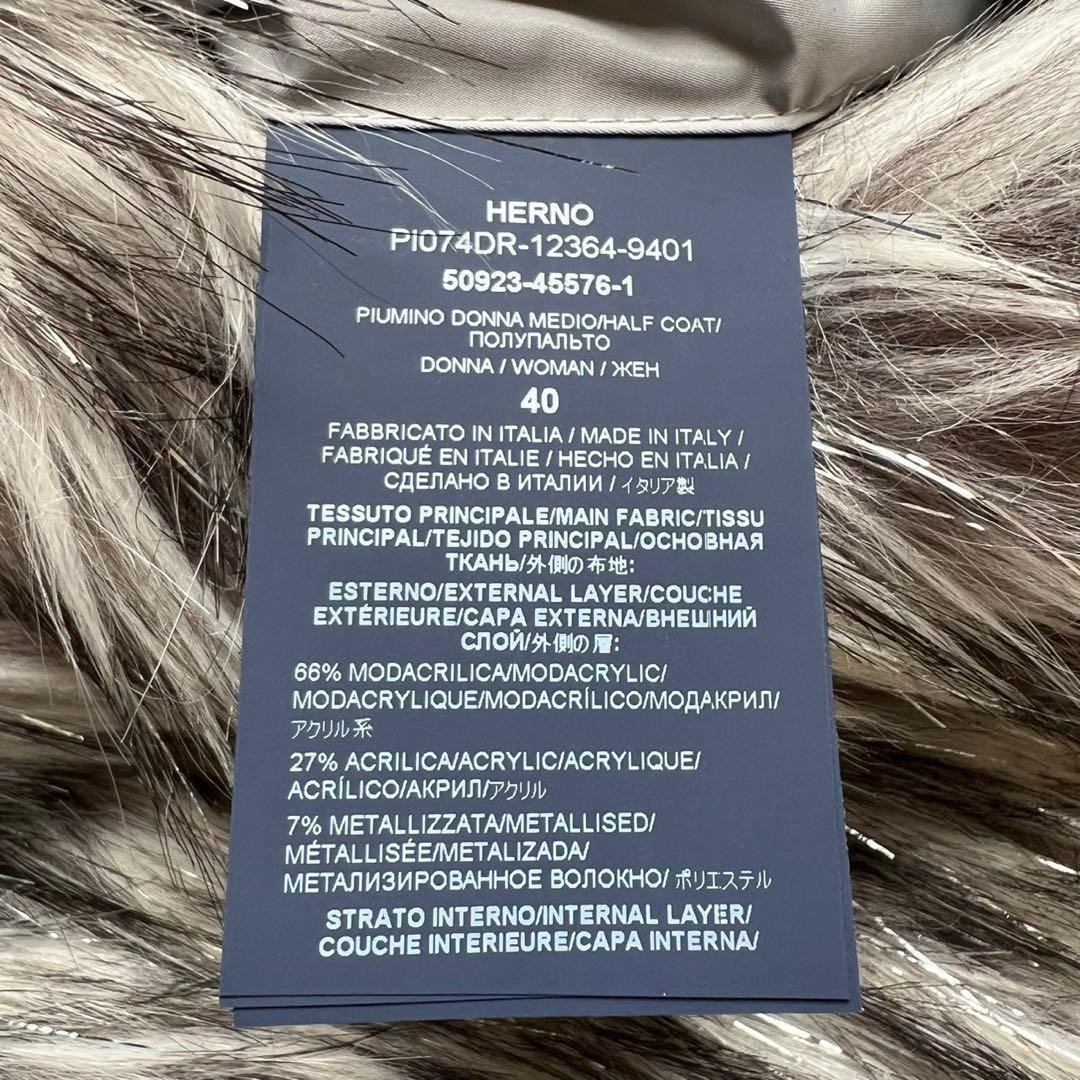 HERNO
PI074DR-12364-9401
50923-45576-1
PIUMINO DONNA MEDIO/HALF COAT/
ПОЛУПАЛЬТО
DONNA / WOMAN / ЖЕН
40
FABBRICATO IN ITALIA / MADE IN ITALY /
FABRIQUÉ EN ITALIE / HECHO EN ITALIA /
СДЕЛАНО В ИТАЛИИ / イタリア製
TESSUTO PRINCIPALE/MAIN FABRIC/TISSU
PRINCIPAL/TEJIDO PRINCIPAL/ОСНОВНАЯ
ТКАНЬ/外側の布地:
ESTERNO/EXTERNAL LAYER/COUCHE
EXTÉRIEURE/CAPA EXTERNA/ВНЕШНИЙ
СЛОЙ/外側の層:
66% MODACRILICA/MODACRYLIC/
MODACRYLIQUE/MODACRÍLICO/МОДАКРИЛ/
アクリル系
27% ACRILICA/ACRYLIC/ACRYLIQUE/
ACRÍLICO/АКРИЛ/アクリル
7% METALLIZZATA/METALLISED/
MÉTALLISÉE/METALIZADA/
МЕТАЛИЗИРОВАННОЕ ВОЛОКНО/ ポリエステル
STRATO INTERNO/INTERNAL LAYER/
COUCHE INTERIEURE/CAPA INTERNA/